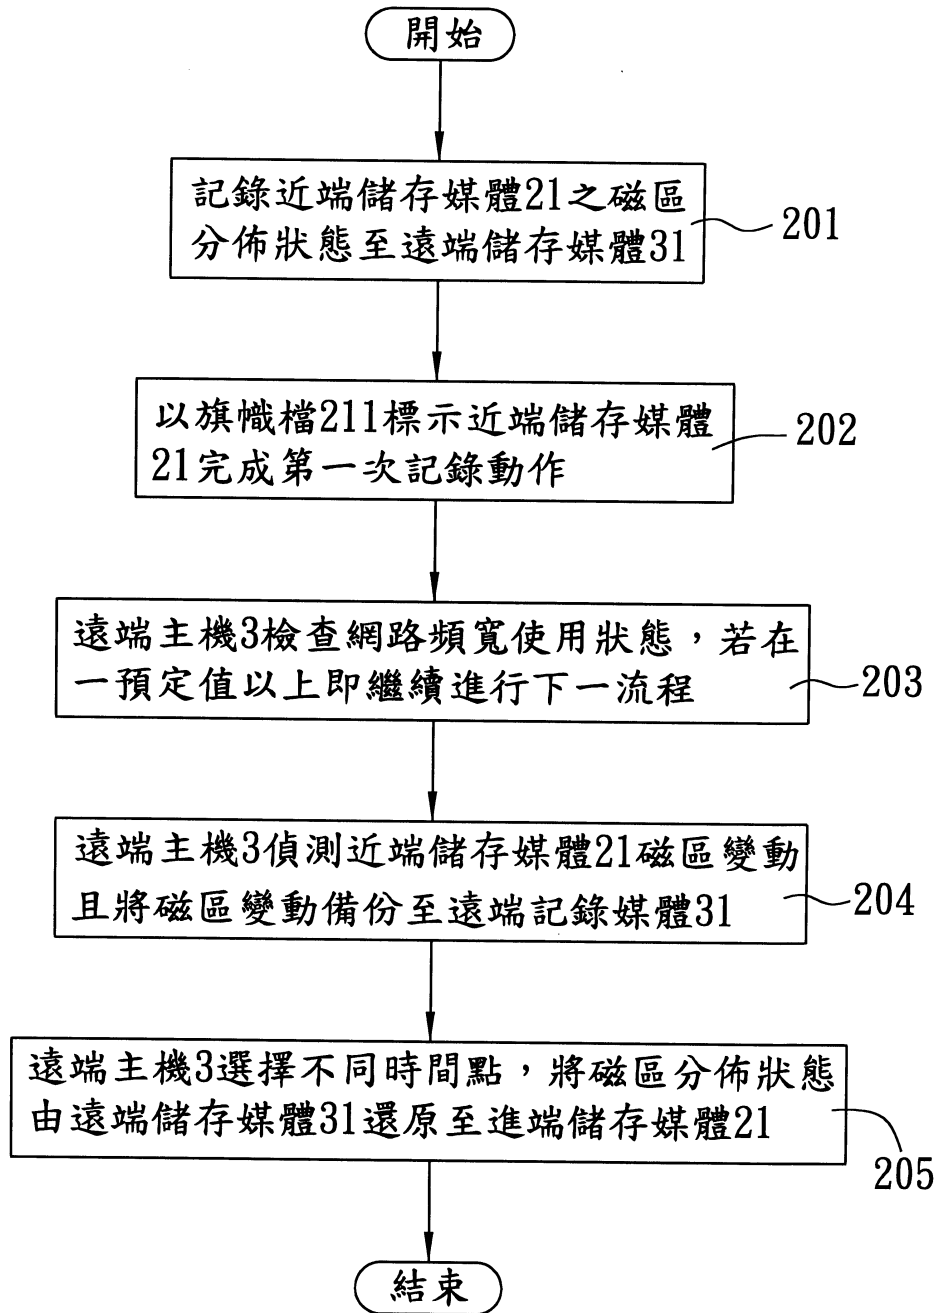 開始
記錄近端儲存媒體21之磁區
分佈狀態至遠端儲存媒體31
201
以旗幟檔211標示近端儲存媒體
21完成第一次記錄動作
202
遠端主機3檢查網路頻寬使用狀態，若在
一預定值以上即繼續進行下一流程
203
遠端主機3偵測近端儲存媒體21磁區變動
且將磁區變動備份至遠端記錄媒體31
204
遠端主機3選擇不同時間點，將磁區分佈狀態
由遠端儲存媒體31還原至進端儲存媒體21
205
結束